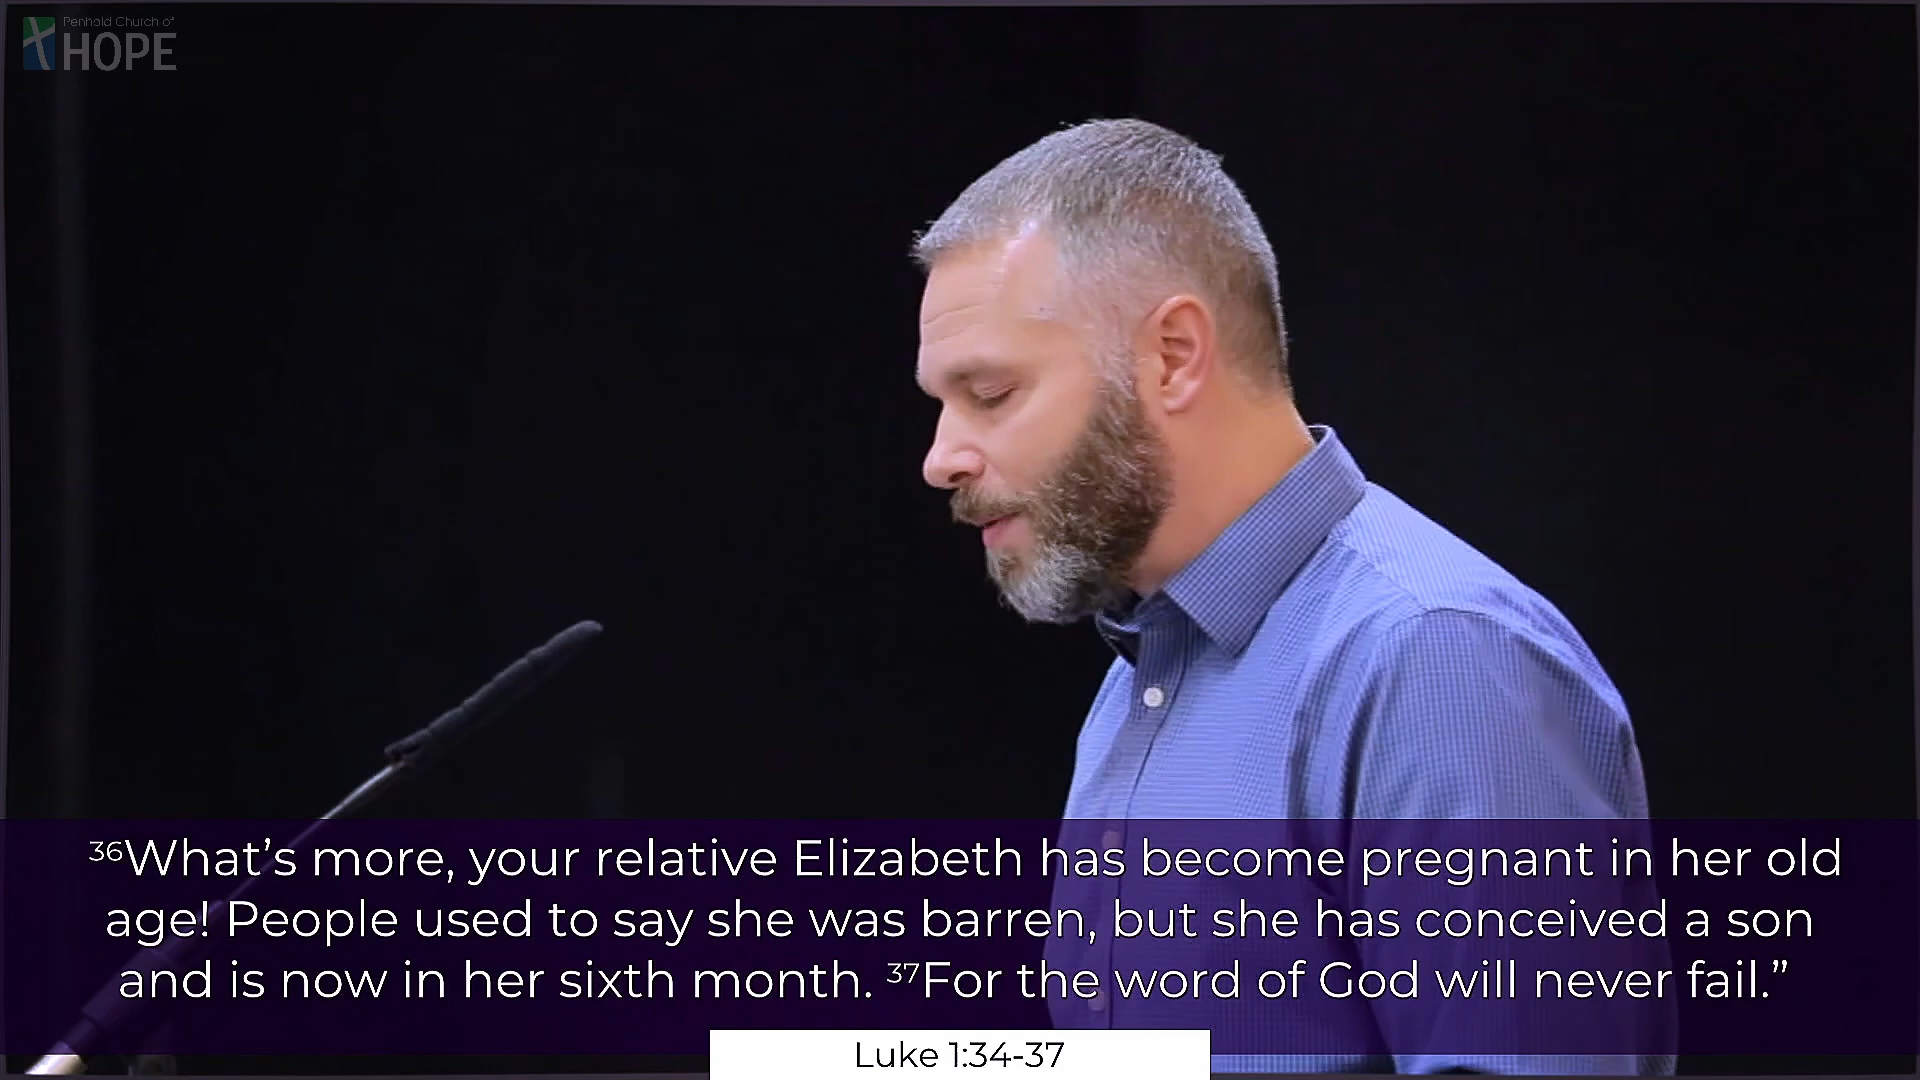 Penhold Church of
HOPE
³⁶What’s more, your relative Elizabeth has become pregnant in her old
age! People used to say she was barren, but she has conceived a son
and is now in her sixth month. ³⁷For the word of God will never fail.”
Luke 1:34-37